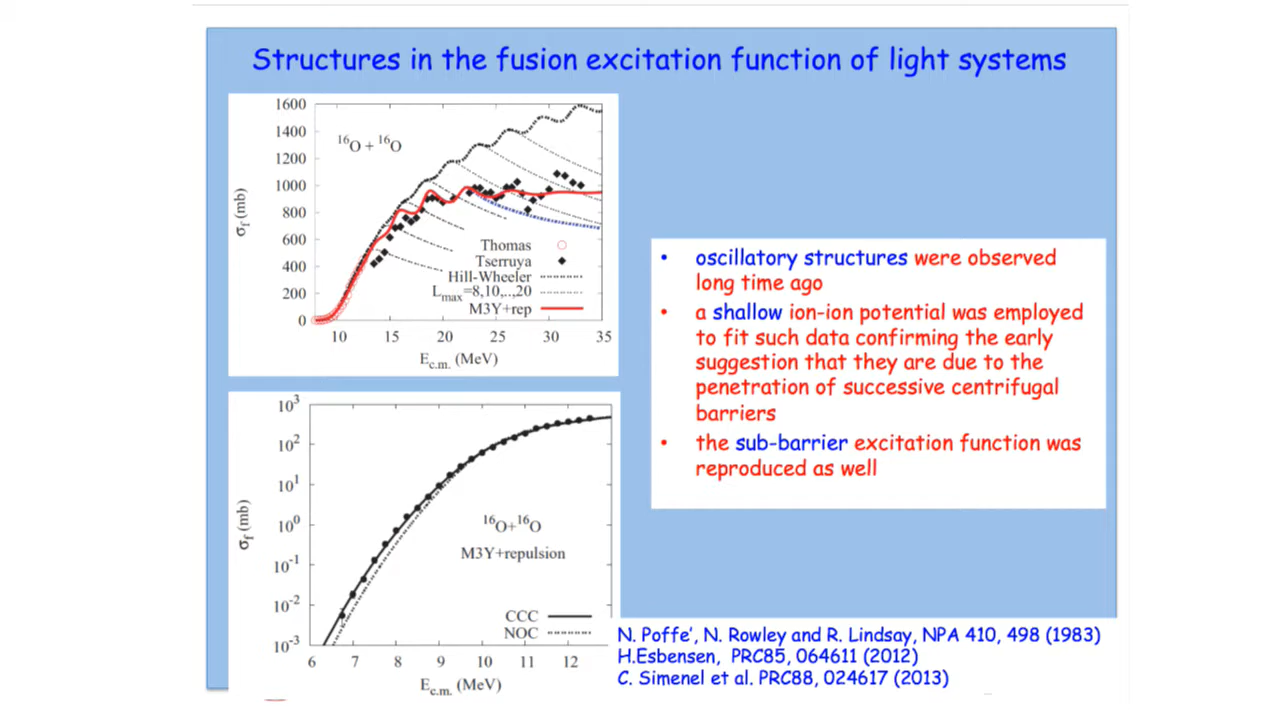 Structures in the fusion excitation function of light systems
1600
1400
1200
1000
800
600
400
200
0
σf (mb)
16O + 16O
Thomas
Tserruya
Hill-Wheeler
Lmax=8,10,..,20
M3Y+rep
10 15 20 25 30 35
Ec.m. (MeV)
10^3
10^2
10^1
10^0
10^-1
10^-2
10^-3
σf (mb)
16O+16O
M3Y+repulsion
CCC
NOC
6 7 8 9 10 11 12
Ec.m. (MeV)
• oscillatory structures were observed
long time ago
• a shallow ion-ion potential was employed
to fit such data confirming the early
suggestion that they are due to the
penetration of successive centrifugal
barriers
• the sub-barrier excitation function was
reproduced as well
N. Poffe', N. Rowley and R. Lindsay, NPA 410, 498 (1983)
H.Esbensen, PRC85, 064611 (2012)
C. Simenel et al. PRC88, 024617 (2013)